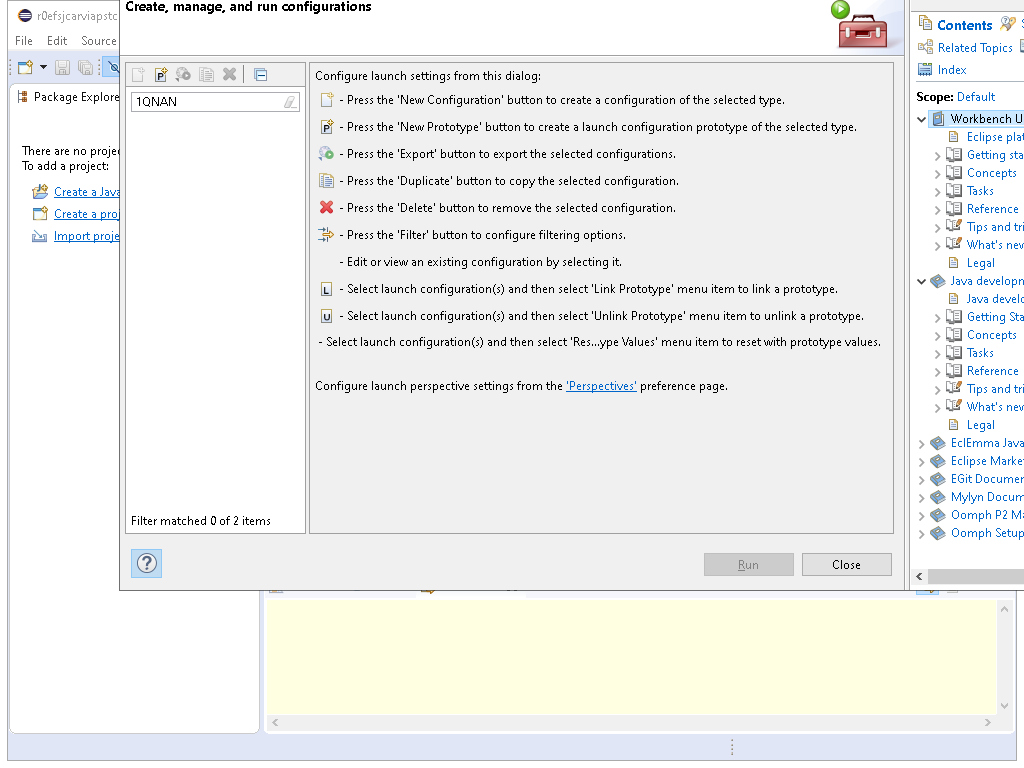 r0efsjcarviapstc
File Edit Source
Package Explore
There are no proje
To add a project:
Create a Java
Create a proj
Import proje
Create, manage, and run configurations
1QNAN
Filter matched 0 of 2 items
Configure launch settings from this dialog:
- Press the 'New Configuration' button to create a configuration of the selected type.
- Press the 'New Prototype' button to create a launch configuration prototype of the selected type.
- Press the 'Export' button to export the selected configurations.
- Press the 'Duplicate' button to copy the selected configuration.
- Press the 'Delete' button to remove the selected configuration.
- Press the 'Filter' button to configure filtering options.
- Edit or view an existing configuration by selecting it.
L - Select launch configuration(s) and then select 'Link Prototype' menu item to link a prototype.
U - Select launch configuration(s) and then select 'Unlink Prototype' menu item to unlink a prototype.
- Select launch configuration(s) and then select 'Res...ype Values' menu item to reset with prototype values.
Configure launch perspective settings from the 'Perspectives' preference page.
Run
Close
Contents
Related Topics
Index
Scope: Default
Workbench U
Eclipse plat
Getting sta
Concepts
Tasks
Reference
Tips and tri
What's new
Legal
Java developn
Java develo
Getting Sta
Concepts
Tasks
Reference
Tips and tri
What's new
Legal
EclEmma Java
Eclipse Marke
EGit Documen
Mylyn Docum
Oomph P2 Ma
Oomph Setup